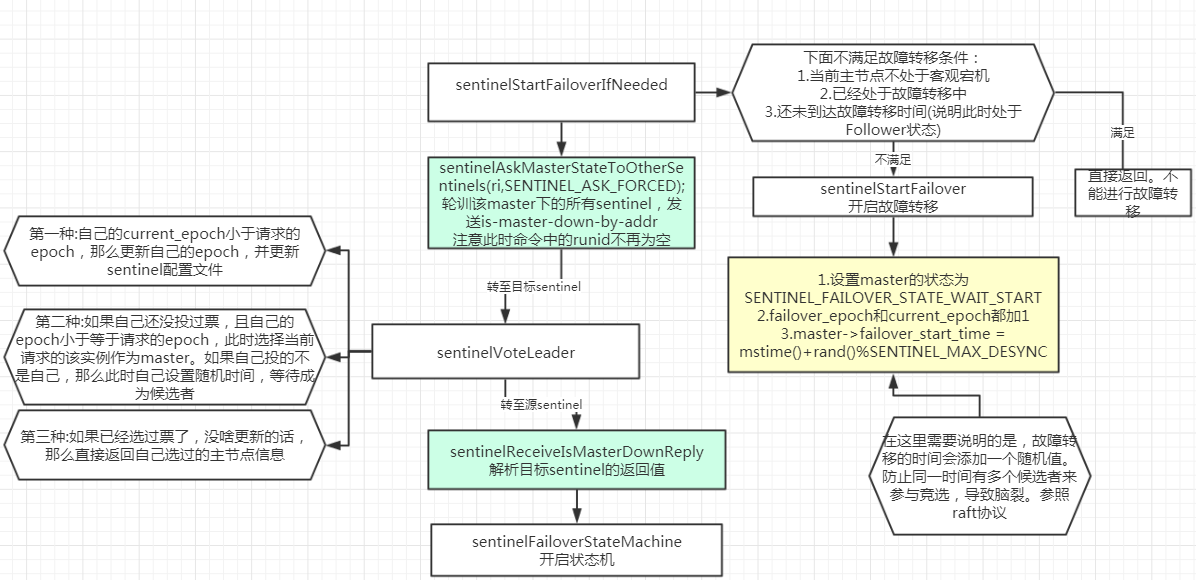 sentinelStartFailoverIfNeeded
下面不满足故障转移条件：
1.当前主节点不处于客观宕机
2.已经处于故障转移中
3.还未到达故障转移时间(说明此时处于
Follower状态)
满足
直接返回。不
能进行故障转
移
不满足
sentinelStartFailover
开启故障转移
1.设置master的状态为
SENTINEL_FAILOVER_STATE_WAIT_START
2.failover_epoch和current_epoch都加1
3.master->failover_start_time =
mstime()+rand()%SENTINEL_MAX_DESYNC
在这里需要说明的是，故障转
移的时间会添加一个随机值。
防止同一时间有多个候选者来
参与竞选，导致脑裂。参照
raft协议
sentinelAskMasterStateToOtherSe
ntinels(ri,SENTINEL_ASK_FORCED);
轮训该master下的所有sentinel，发
送is-master-down-by-addr
注意此时命令中的runid不再为空
转至目标sentinel
sentinelVoteLeader
第一种:自己的current_epoch小于请求的
epoch，那么更新自己的epoch，并更新
sentinel配置文件
第二种:如果自己还没投过票，且自己的
epoch小于等于请求的epoch，此时选择当前
请求的该实例作为master。如果自己投的不
是自己，那么此时自己设置随机时间，等待成
为候选者
第三种:如果已经选过票了，没啥更新的话，
那么直接返回自己选过的主节点信息
转至源sentinel
sentinelReceiveIsMasterDownReply
解析目标sentinel的返回值
sentinelFailoverStateMachine
开启状态机